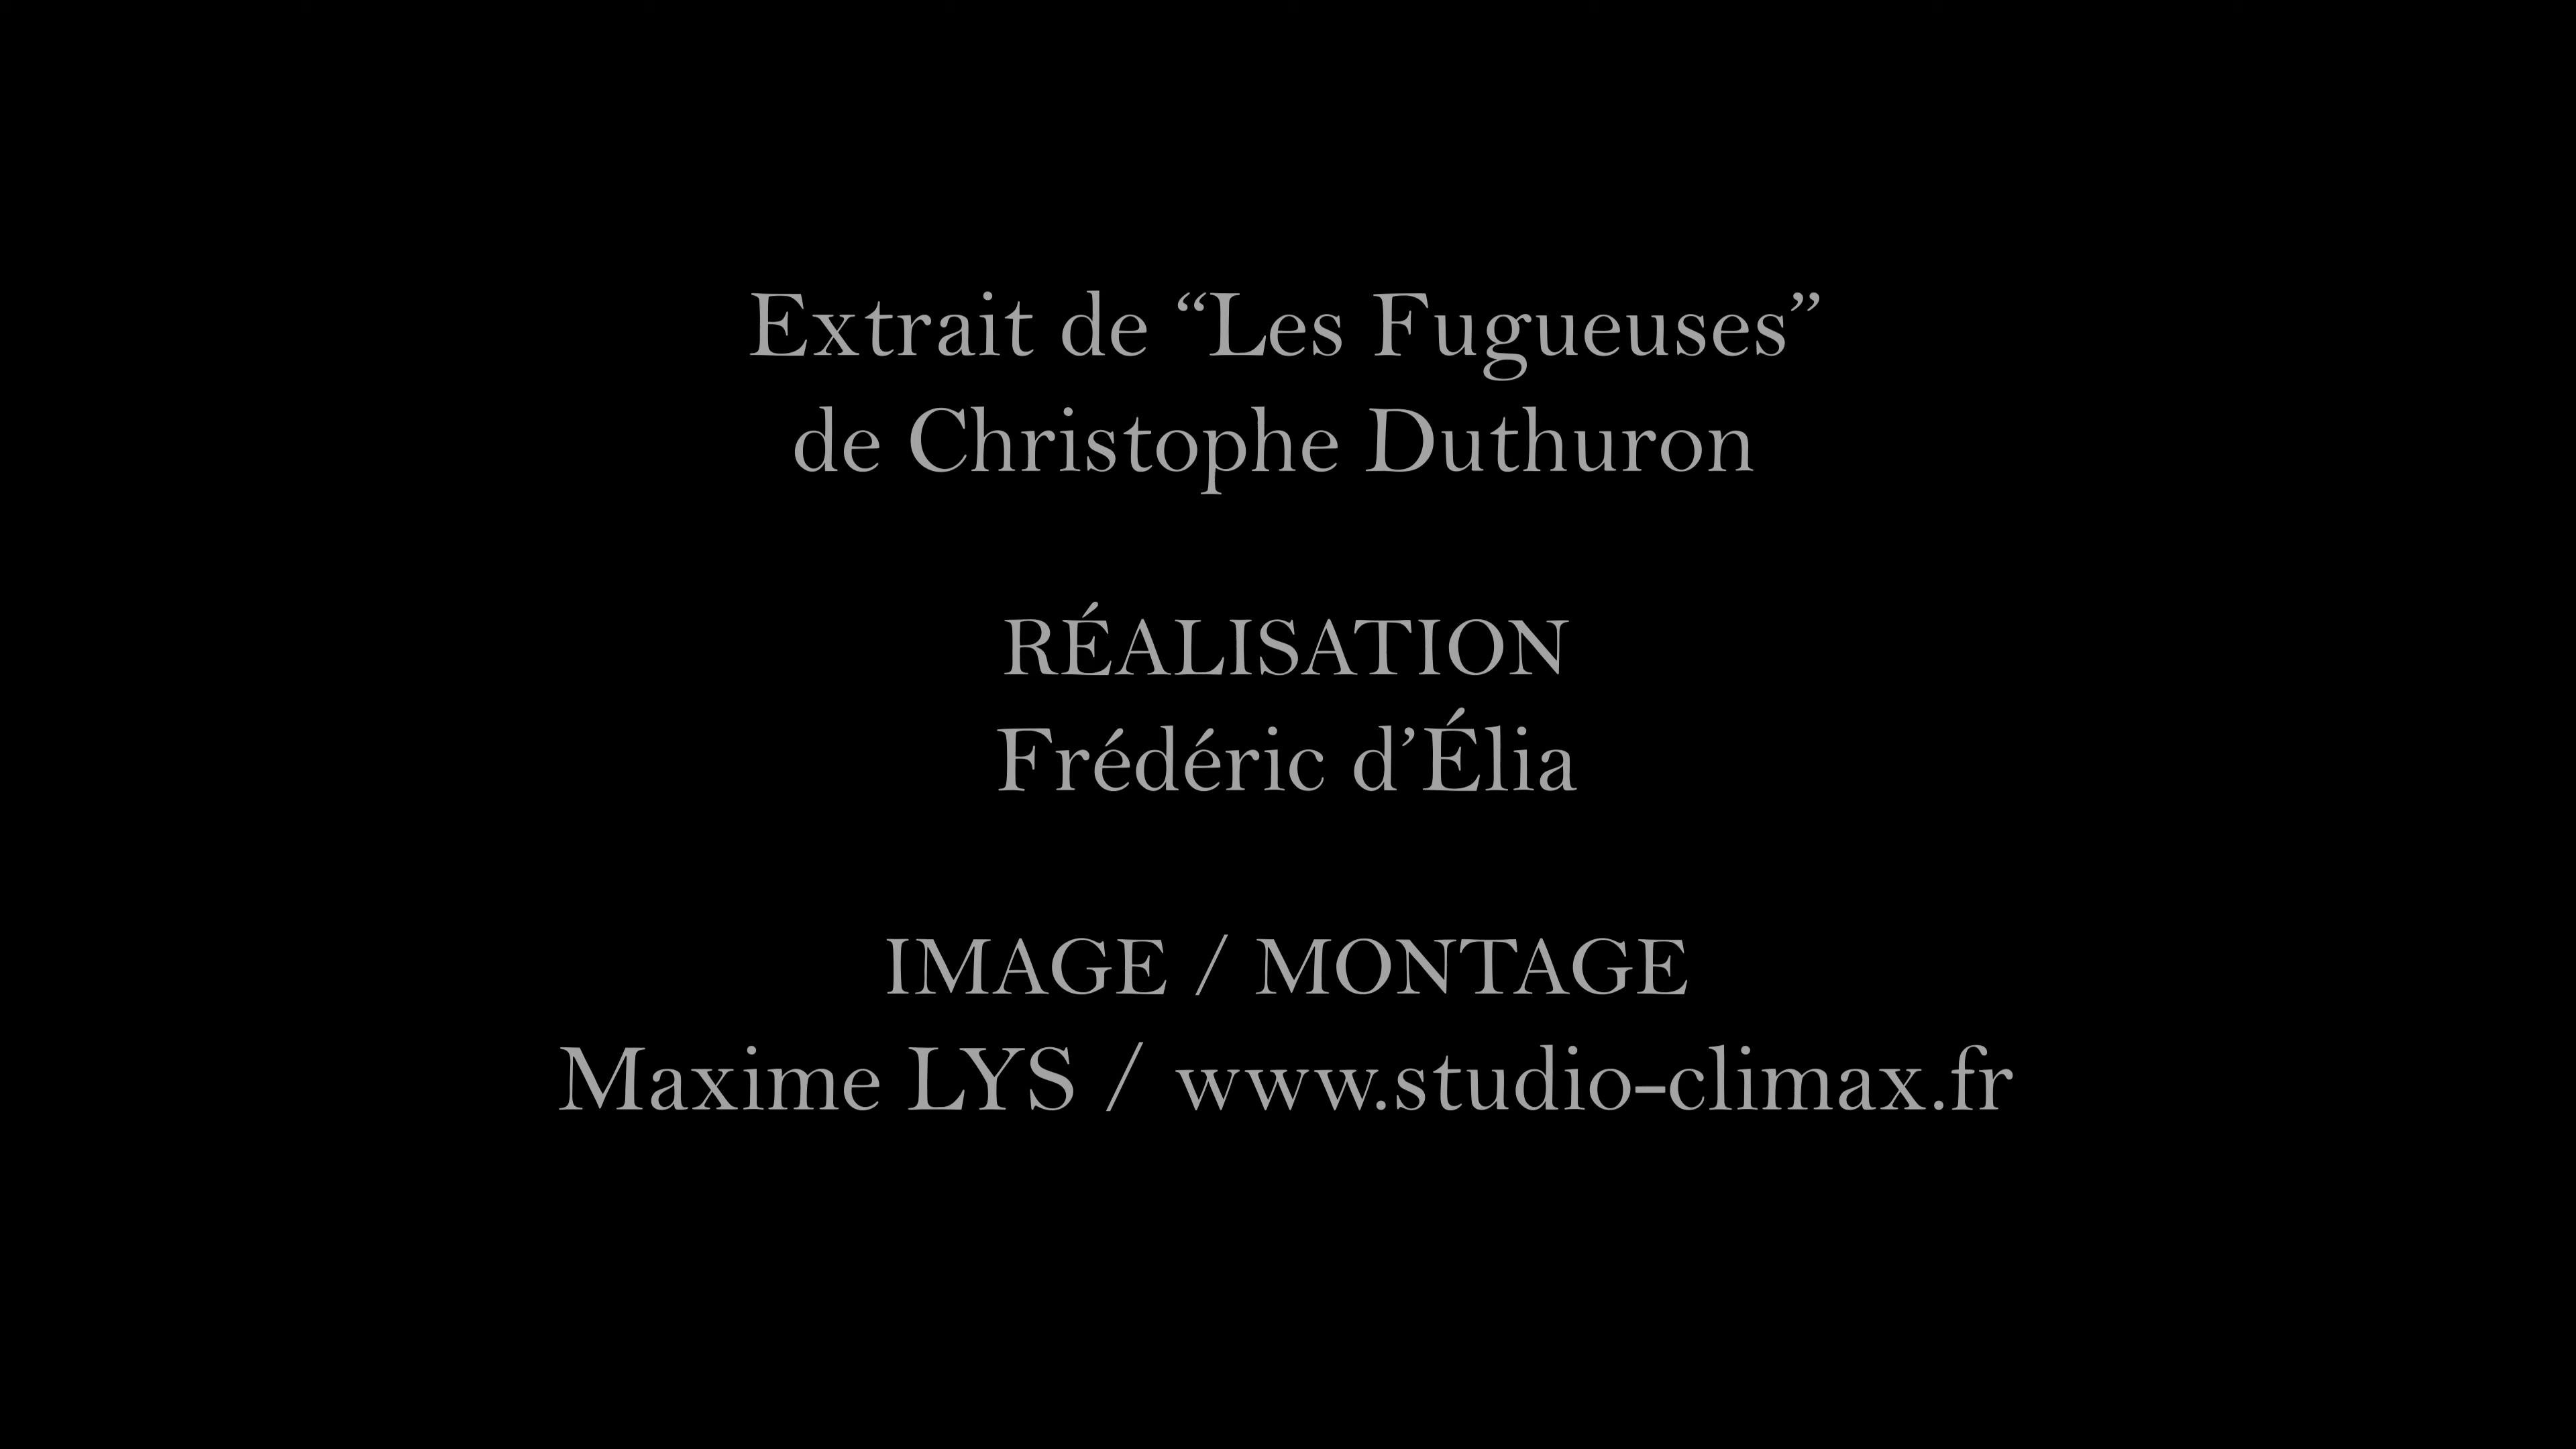 Extrait de “Les Fugueuses”
de Christophe Duthuron
RÉALISATION
Frédéric d’Élia
IMAGE / MONTAGE
Maxime LYS / www.studio-climax.fr